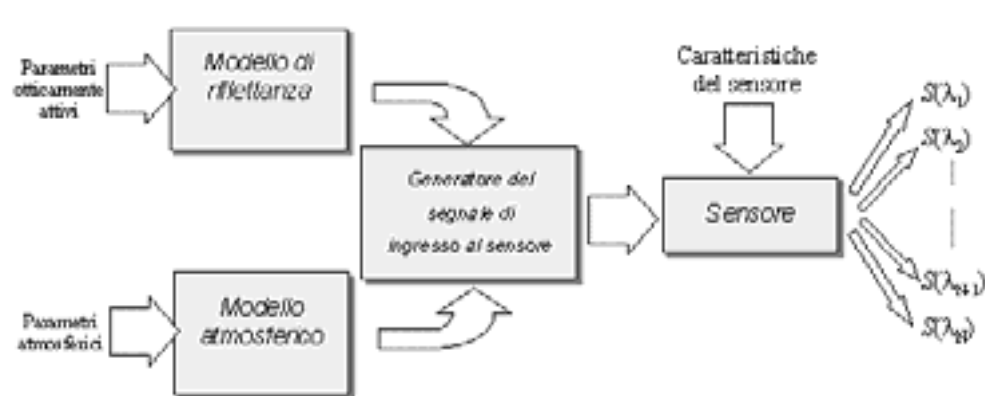 Parametri
otticamente
attivi
Modello di
riflettanza
Caratteristiche
del sensore
Generatore del
segnale di
ingresso al sensore
Sensore
S(λ1)
S(λ2)
S(λN-1)
S(λN)
Parametri
atmosferici
Modello
atmosferico